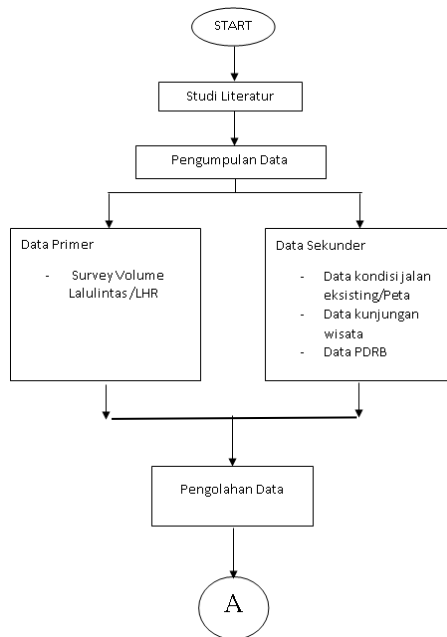 START
Studi Literatur
Pengumpulan Data
Data Primer
- Survey Volume
Lalulintas/LHR
Data Sekunder
- Data kondisi jalan
eksisting/Peta
- Data kunjungan
wisata
- Data PDRB
Pengolahan Data
A